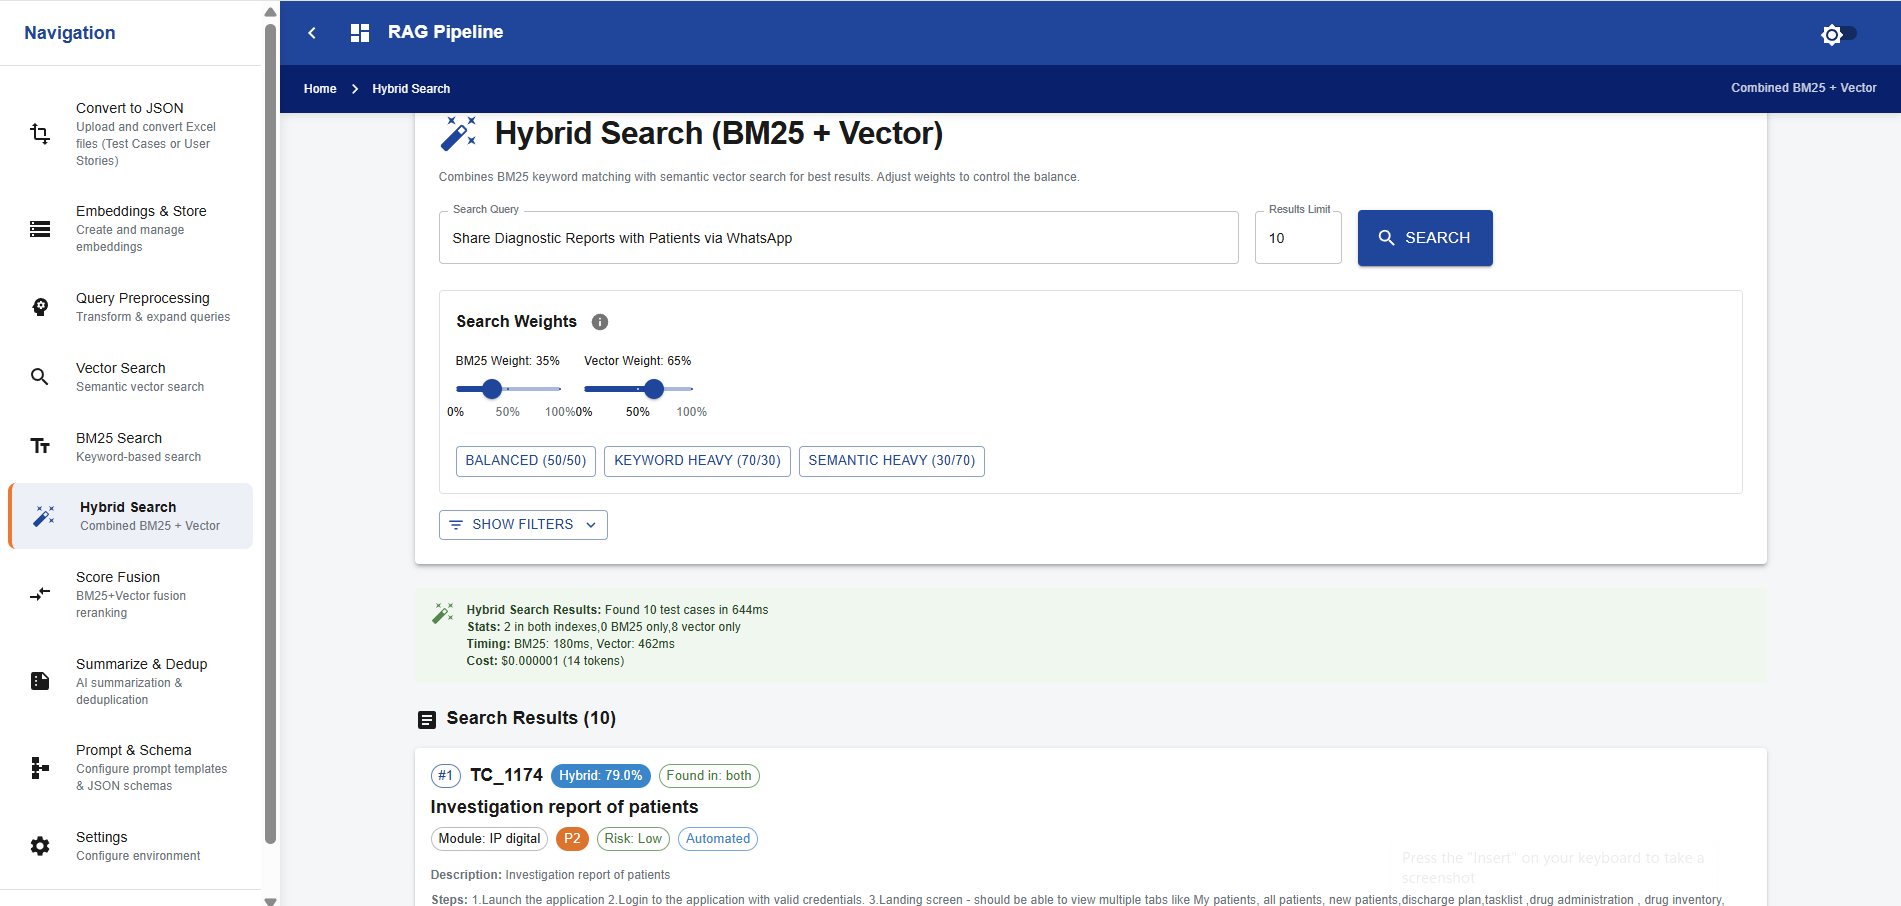 Navigation
Convert to JSON
Upload and convert Excel
files (Test Cases or User
Stories)
Embeddings & Store
Create and manage
embeddings
Query Preprocessing
Transform & expand queries
Vector Search
Semantic vector search
BM25 Search
Keyword-based search
Hybrid Search
Combined BM25 + Vector
Score Fusion
BM25+Vector fusion
reranking
Summarize & Dedup
AI summarization &
deduplication
Prompt & Schema
Configure prompt templates
& JSON schemas
Settings
Configure environment
RAG Pipeline
Home > Hybrid Search
Combined BM25 + Vector
Hybrid Search (BM25 + Vector)
Combines BM25 keyword matching with semantic vector search for best results. Adjust weights to control the balance.
Search Query
Share Diagnostic Reports with Patients via WhatsApp
Results Limit
10
SEARCH
Search Weights
BM25 Weight: 35% Vector Weight: 65%
0% 50% 100% 0% 50% 100%
BALANCED (50/50) KEYWORD HEAVY (70/30) SEMANTIC HEAVY (30/70)
SHOW FILTERS
Hybrid Search Results: Found 10 test cases in 644ms
Stats: 2 in both indexes,0 BM25 only,8 vector only
Timing: BM25: 180ms, Vector: 462ms
Cost: $0.000001 (14 tokens)
Search Results (10)
#1 TC_1174 Hybrid: 79.0% Found in: both
Investigation report of patients
Module: IP digital P2 Risk: Low Automated
Description: Investigation report of patients
Press the "Insert" on your keyboard to take a
screenshot
Steps: 1.Launch the application 2.Login to the application with valid credentials. 3.Landing screen - should be able to view multiple tabs like My patients, all patients, new patients,discharge plan,tasklist ,drug administration , drug inventory,